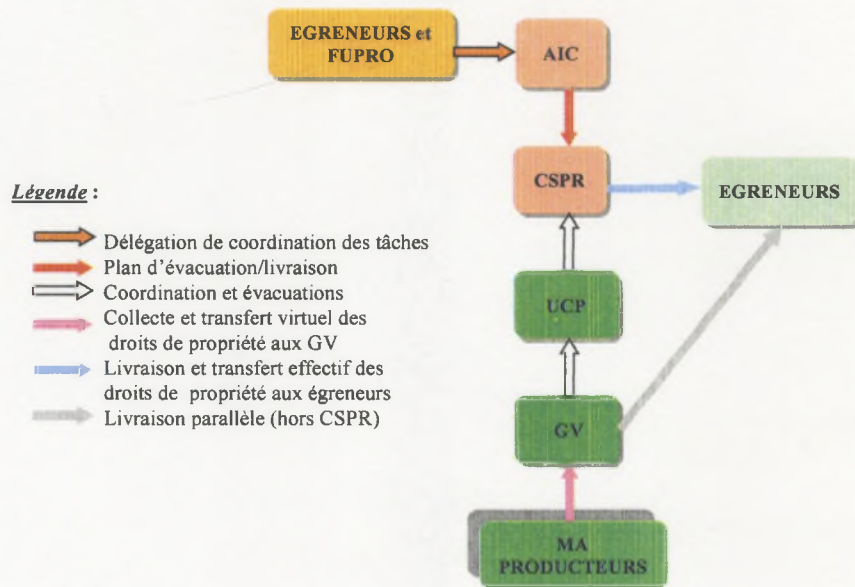 EGRENEURS et
FUPRO
AIC
CSPR
EGRENEURS
Légende :
Délégation de coordination des tâches
Plan d'évacuation/livraison
Coordination et évacuations
UCP
Collecte et transfert virtuel des
droits de propriété aux GV
Livraison et transfert effectif des
droits de propriété aux égreneurs
Livraison parallèle (hors CSPR)
GV
MA
PRODUCTEURS